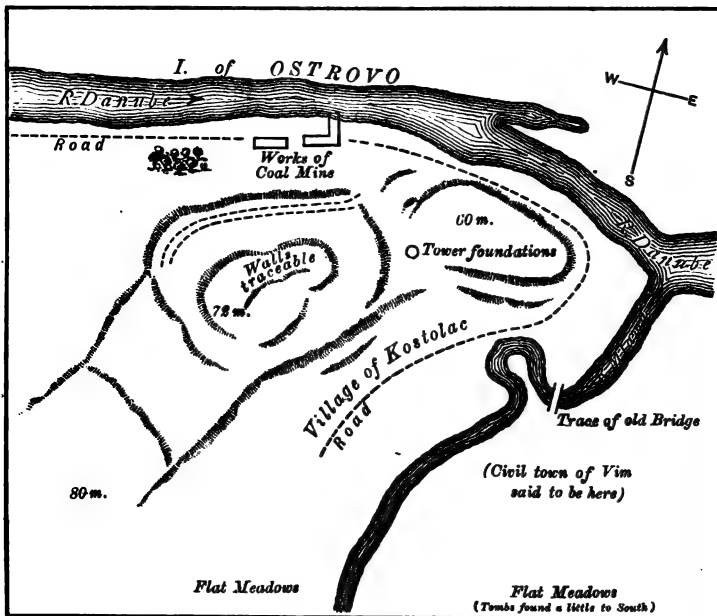 I. of OSTROVO
R. Danube
W
E
S
Road
Works of
Coal Mine
60 m.
R. Danube
Tower foundations
Walls
traceable
72 m.
Village of Kostolac
Road
Trace of old Bridge
(Civil town of Vim
said to be here)
80 m.
Flat Meadows
Flat Meadows
(Tombs found a little to South)